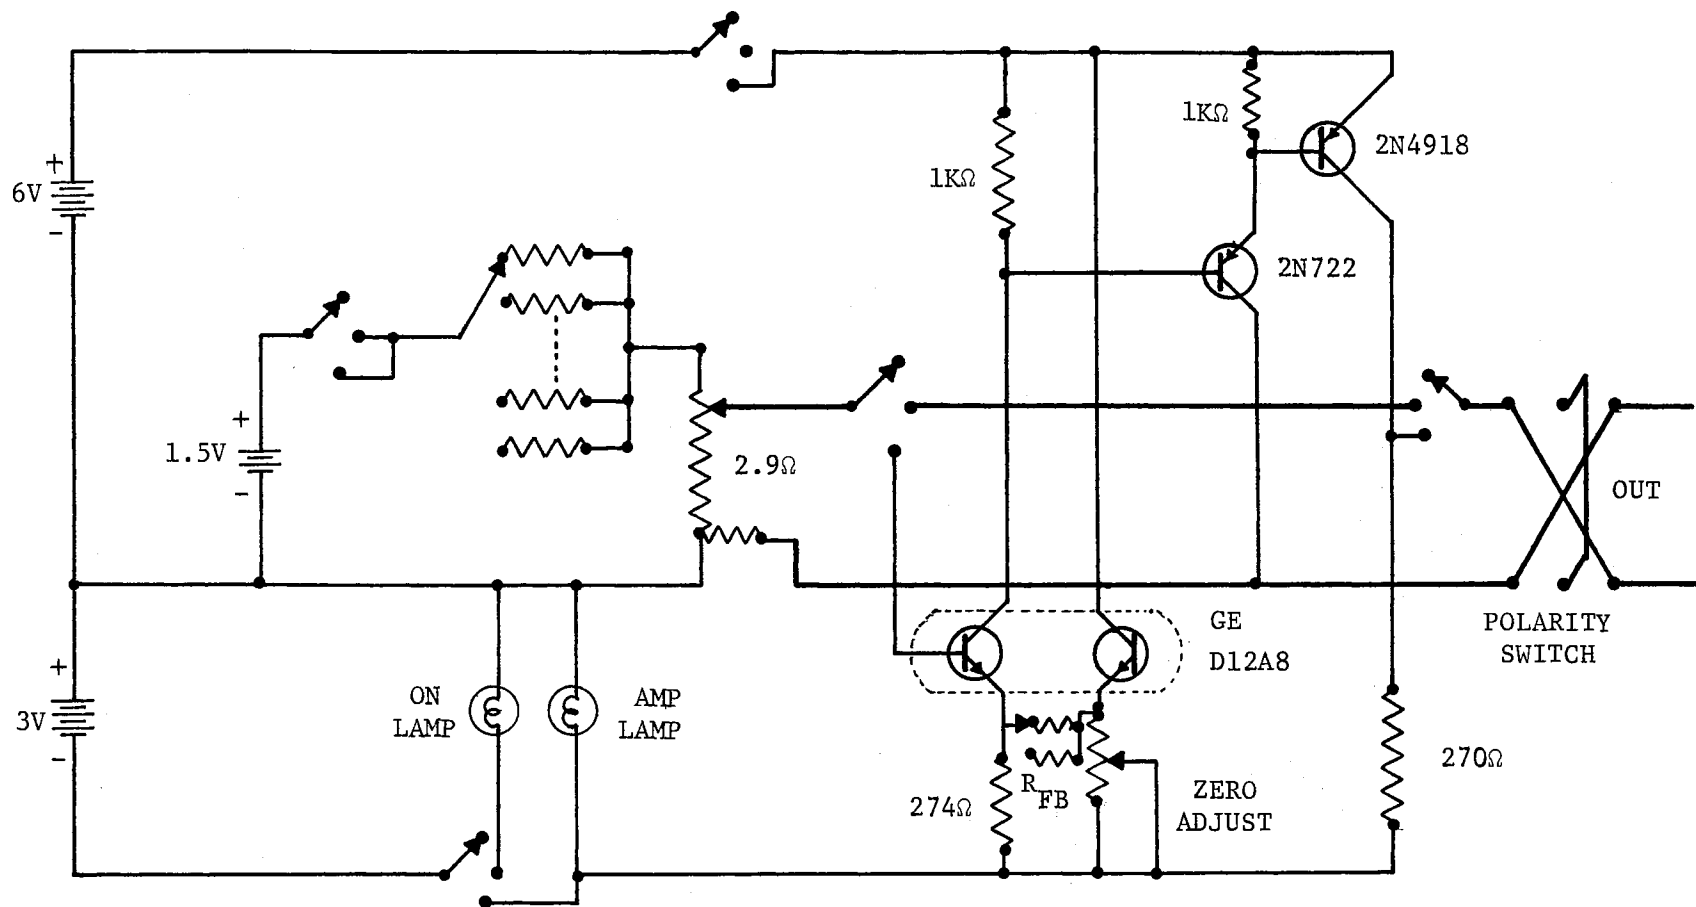 1KΩ
2N4918
+
6V
-
1KΩ
2N722
+
1.5V
-
2.9Ω
OUT
GE
D12A8
POLARITY
SWITCH
+
3V
-
ON
LAMP
AMP
LAMP
R
FB
274Ω
ZERO
ADJUST
270Ω